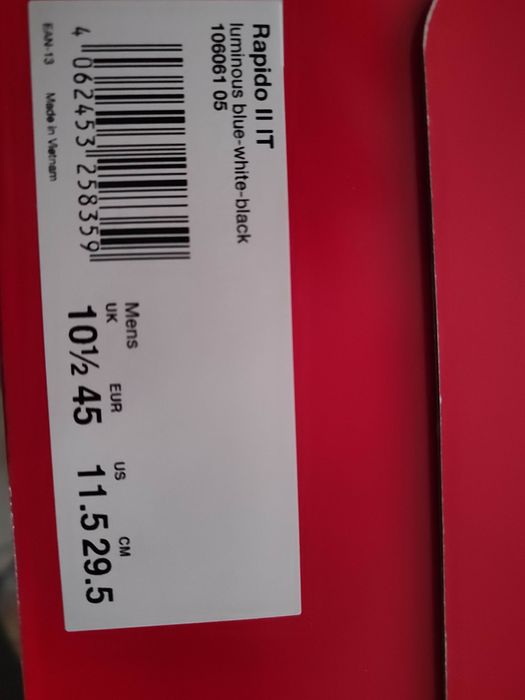 Rapido II IT
luminous blue-white-black
106061 05
4 062453 258359
EAN-13 Made in Vietnam
Mens
UK EUR US CM
10½ 45 11.5 29.5